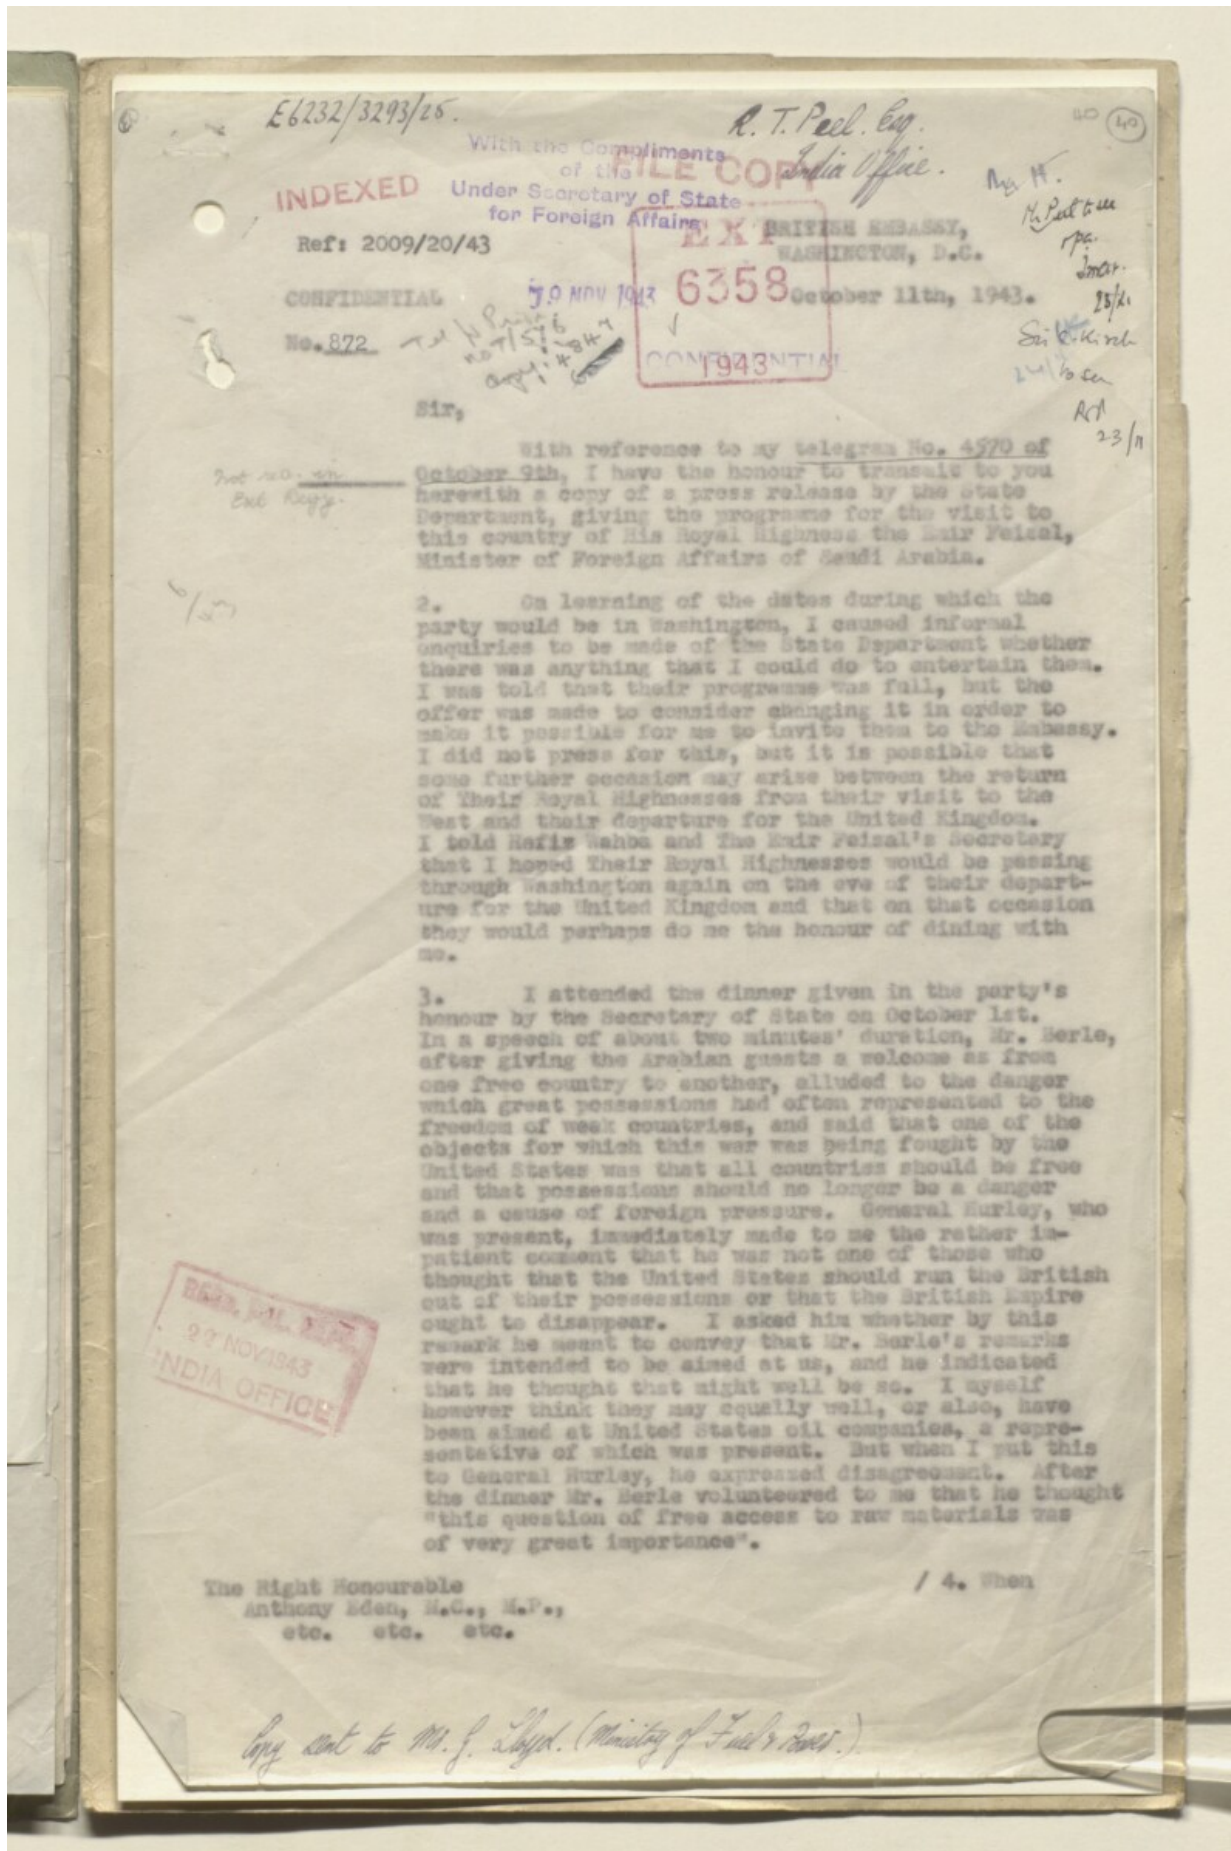 E6232/3293/25.
R. T. Peel. Esq.
India Office.
40
40
With the Compliments
of the
Under Secretary of State
for Foreign Affairs
FILE COPY
INDEXED
EXT
6358
1943
CONFIDENTIAL
BRITISH EMBASSY,
WASHINGTON, D.C.
Ref: 2009/20/43
CONFIDENTIAL
NOV 1943
October 11th, 1943.
No. 872
23/11
Sir,
With reference to my telegram No. 4570 of
October 9th, I have the honour to transmit to you
herewith a copy of a press release by the State
Department, giving the programme for the visit to
this country of His Royal Highness the Emir Feisal,
Minister of Foreign Affairs of Saudi Arabia.
2. On learning of the dates during which the
party would be in Washington, I caused informal
enquiries to be made of the State Department whether
there was anything that I could do to entertain them.
I was told that their programme was full, but the
offer was made to consider changing it in order to
make it possible for me to invite them to the Embassy.
I did not press for this, but it is possible that
some further occasion may arise between the return
of Their Royal Highnesses from their visit to the
West and their departure for the United Kingdom.
I told Hafiz Wahba and The Emir Feisal's Secretary
that I hoped Their Royal Highnesses would be passing
through Washington again on the eve of their depart-
ure for the United Kingdom and that on that occasion
they would perhaps do me the honour of dining with
me.
3. I attended the dinner given in the party's
honour by the Secretary of State on October 1st.
In a speech of about two minutes' duration, Mr. Berle,
after giving the Arabian guests a welcome as from
one free country to another, alluded to the danger
which great possessions had often represented to the
freedom of weak countries, and said that one of the
objects for which this war was being fought by the
United States was that all countries should be free
and that possessions should no longer be a danger
and a cause of foreign pressure. General Hurley, who
was present, immediately made to me the rather im-
patient comment that he was not one of those who
thought that the United States should run the British
out of their possessions or that the British Empire
ought to disappear. I asked him whether by this
remark he meant to convey that Mr. Berle's remarks
were intended to be aimed at us, and he indicated
that he thought that might well be so. I myself
however think they may equally well, or also, have
been aimed at United States oil companies, a repre-
sentative of which was present. But when I put this
to General Hurley, he expressed disagreement. After
the dinner Mr. Berle volunteered to me that he thought
"this question of free access to raw materials was
of very great importance".
NOV 1943
INDIA OFFICE
/ 4. When
The Right Honourable
Anthony Eden, M.C., M.P.,
etc. etc. etc.
Copy sent to Mr. G. Lloyd. (Ministry of Fuel & Power.)